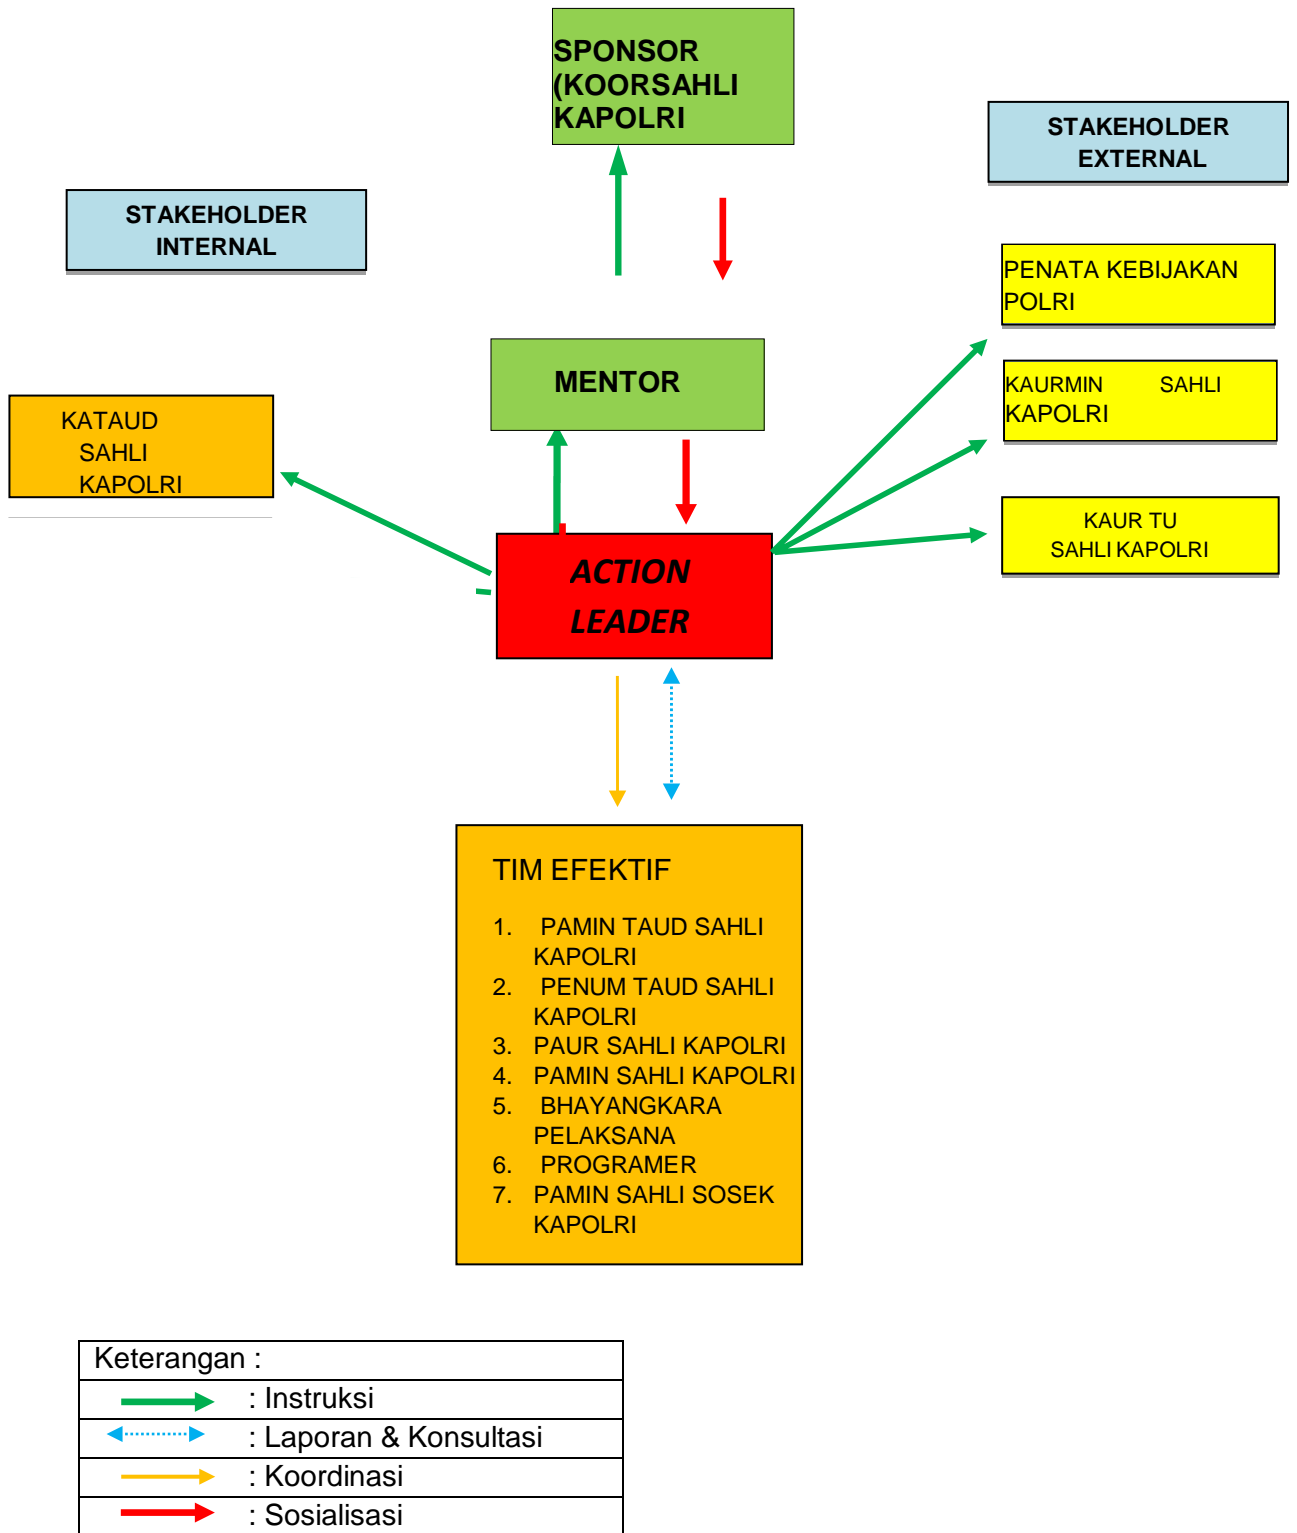 SPONSOR
(KOORSAHLI
KAPOLRI
STAKEHOLDER
EXTERNAL
STAKEHOLDER
INTERNAL
PENATA KEBIJAKAN
POLRI
MENTOR
KAURMIN SAHLI
KAPOLRI
KATAUD
SAHLI
KAPOLRI
KAUR TU
SAHLI KAPOLRI
ACTION
LEADER
TIM EFEKTIF
1. PAMIN TAUD SAHLI
KAPOLRI
2. PENUM TAUD SAHLI
KAPOLRI
3. PAUR SAHLI KAPOLRI
4. PAMIN SAHLI KAPOLRI
5. BHAYANGKARA
PELAKSANA
6. PROGRAMER
7. PAMIN SAHLI SOSEK
KAPOLRI
Keterangan :
: Instruksi
: Laporan & Konsultasi
: Koordinasi
: Sosialisasi